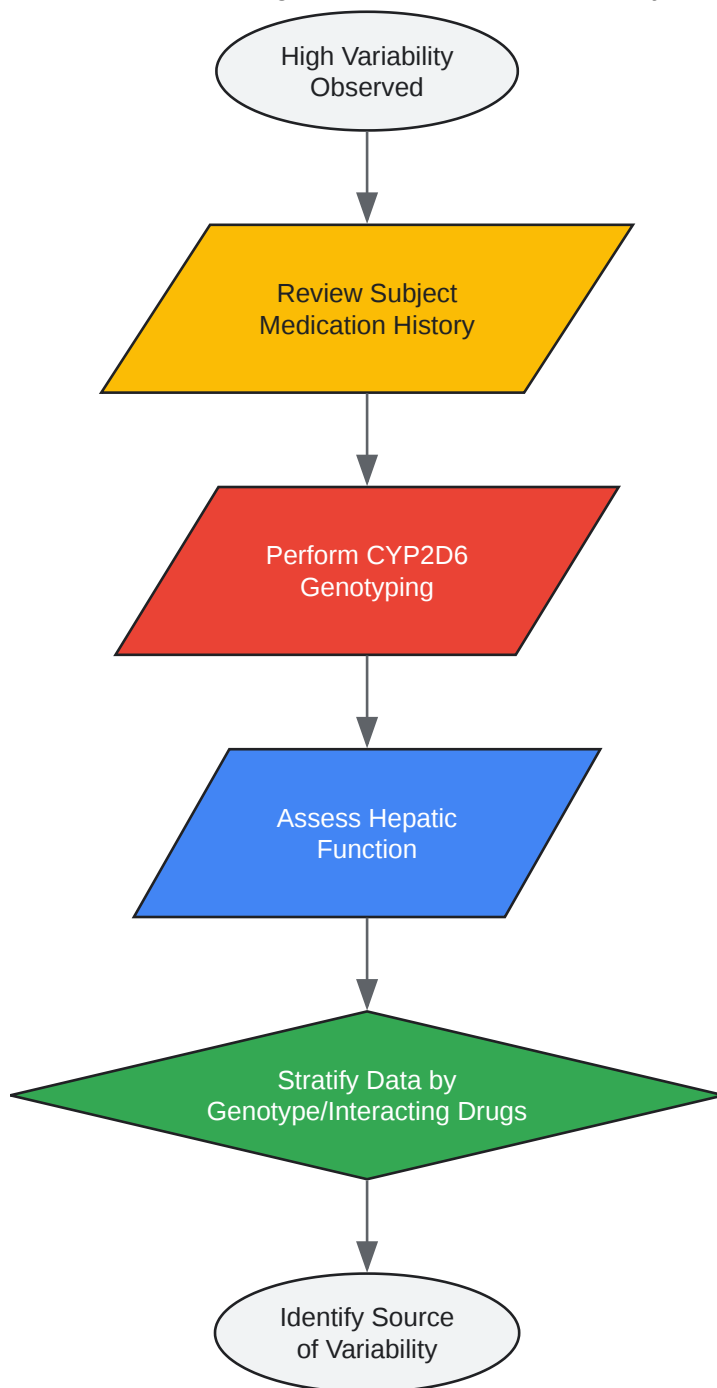 High Variability
Observed
Review Subject
Medication History
Perform CYP2D6
Genotyping
Assess Hepatic
Function
Stratify Data by
Genotype/Interacting Drugs
Identify Source
of Variability